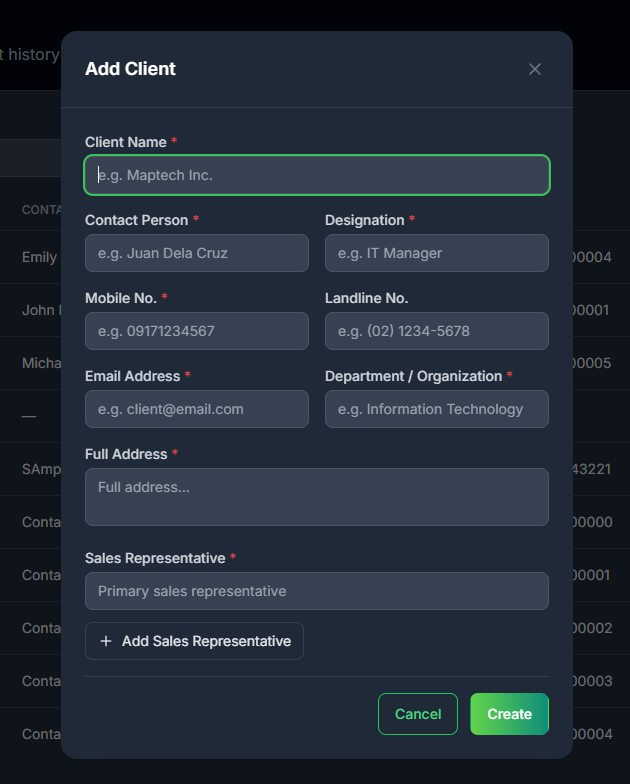 t history
Add Client
Client Name *
e.g. Maptech Inc.
CONTA
Contact Person * Designation *
e.g. Juan Dela Cruz e.g. IT Manager
Emily 00004
Mobile No. * Landline No.
John 00001
e.g. 09171234567 e.g. (02) 1234-5678
Micha 00005
Email Address * Department / Organization *
e.g. client@email.com e.g. Information Technology
—
Full Address *
SAmp 43221
Full address...
Conta 00000
Sales Representative *
Conta 00001
Primary sales representative
Conta 00002
+ Add Sales Representative
Conta 00003
Cancel Create
Conta 00004